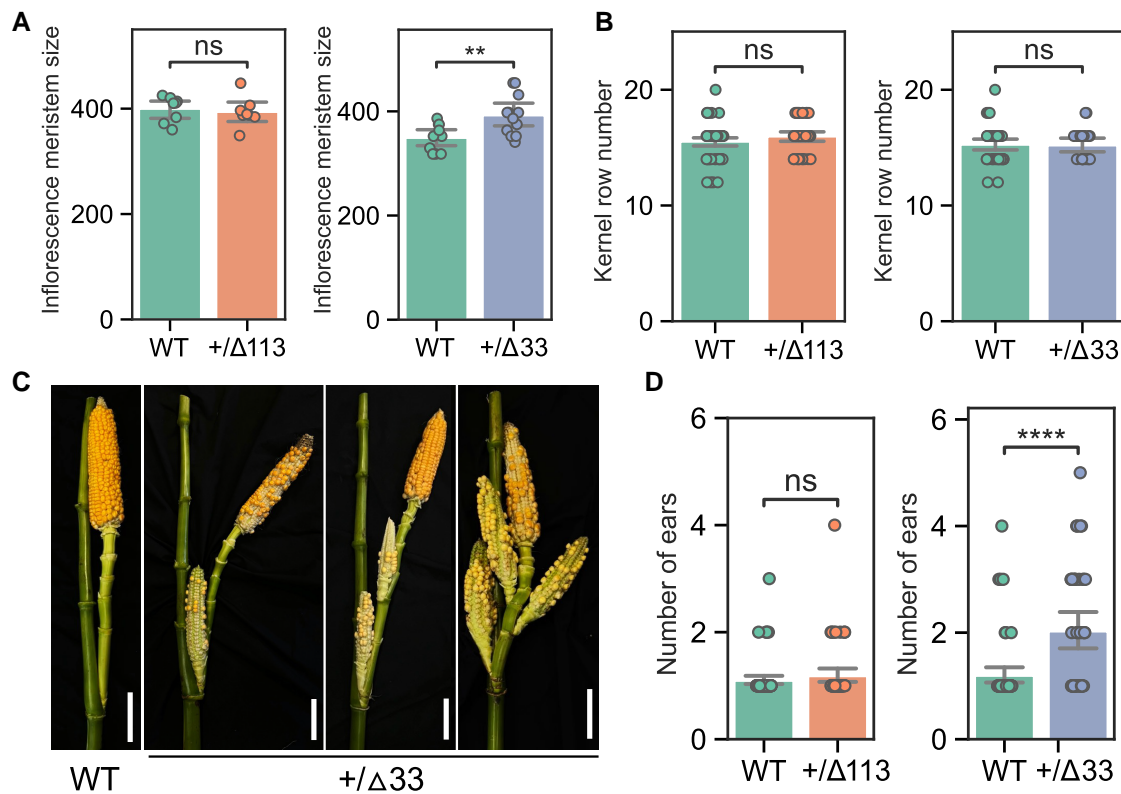 A
Inflorescence meristem size
400
200
0
ns
WT
+/Δ113
Inflorescence meristem size
400
200
0
**
WT
+/Δ33
B
Kernel row number
20
10
0
ns
WT
+/Δ113
Kernel row number
20
10
0
ns
WT
+/Δ33
C
WT
+/Δ33
D
Number of ears
6
4
2
0
ns
WT
+/Δ113
Number of ears
6
4
2
0
****
WT
+/Δ33